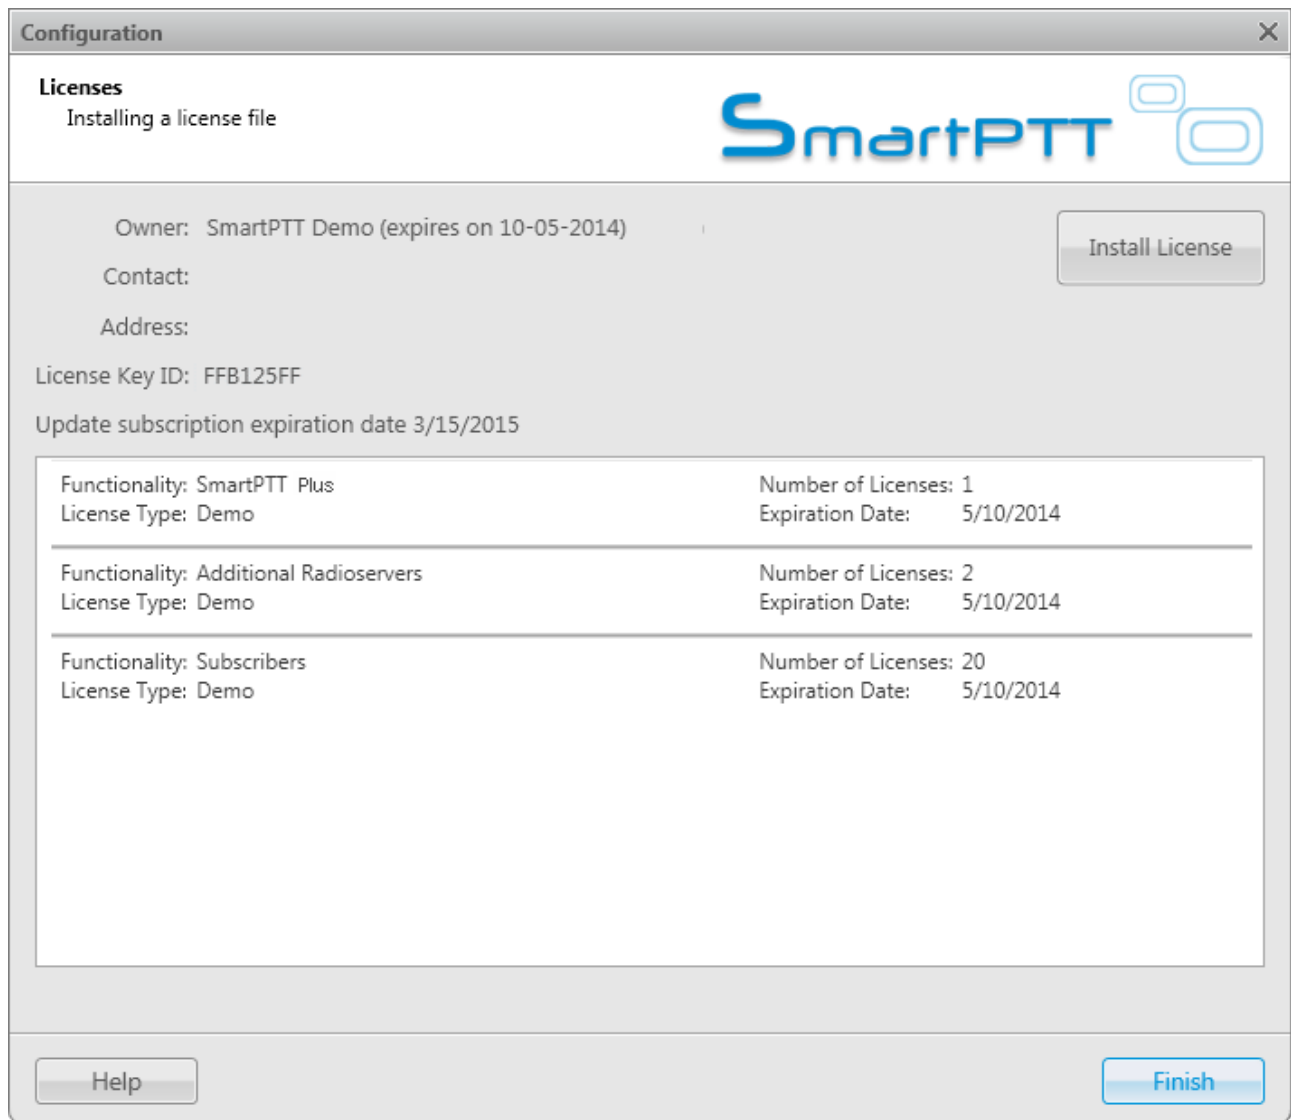 Configuration
Licenses
Installing a license file
SmartPTT
Owner: SmartPTT Demo (expires on 10-05-2014)
Install License
Contact:
Address:
License Key ID: FFB125FF
Update subscription expiration date 3/15/2015
Functionality: SmartPTT Plus Number of Licenses: 1
License Type: Demo Expiration Date: 5/10/2014
Functionality: Additional Radioservers Number of Licenses: 2
License Type: Demo Expiration Date: 5/10/2014
Functionality: Subscribers Number of Licenses: 20
License Type: Demo Expiration Date: 5/10/2014
Help Finish